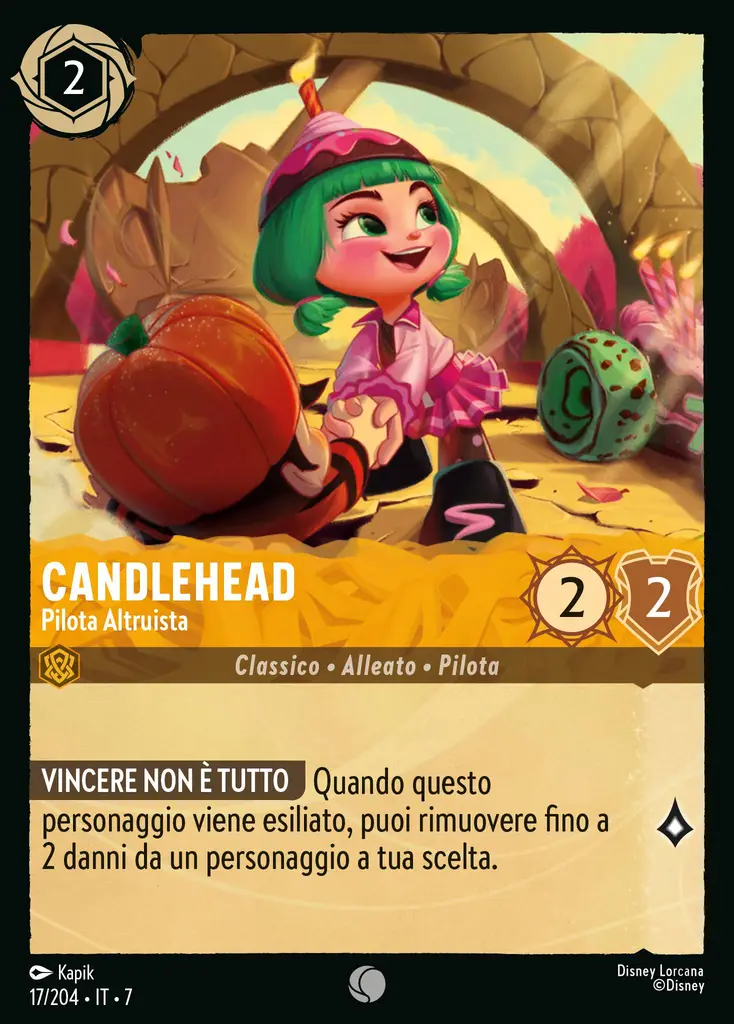 2
CANDLEHEAD
Pilota Altruista
2
2
Classico • Alleato • Pilota
VINCERE NON È TUTTO Quando questo
personaggio viene esiliato, puoi rimuovere fino a
2 danni da un personaggio a tua scelta.
Kapik
Disney Lorcana
17/204 • IT • 7
©Disney